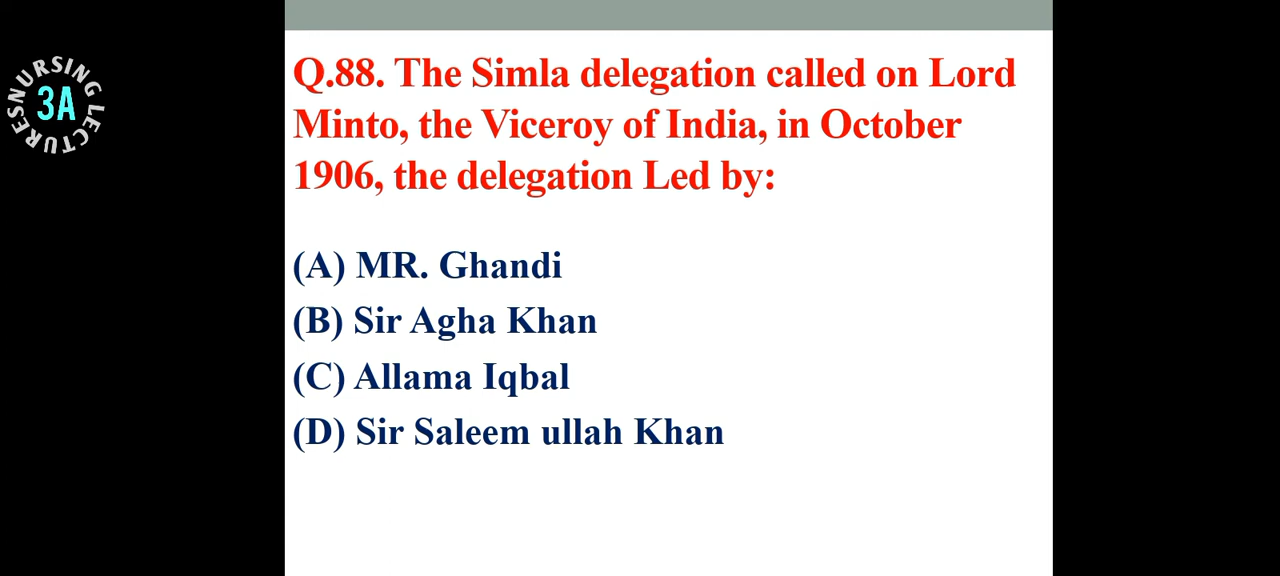 NURSING LECTURES
3A
Q.88. The Simla delegation called on Lord
Minto, the Viceroy of India, in October
1906, the delegation Led by:
(A) MR. Ghandi
(B) Sir Agha Khan
(C) Allama Iqbal
(D) Sir Saleem ullah Khan